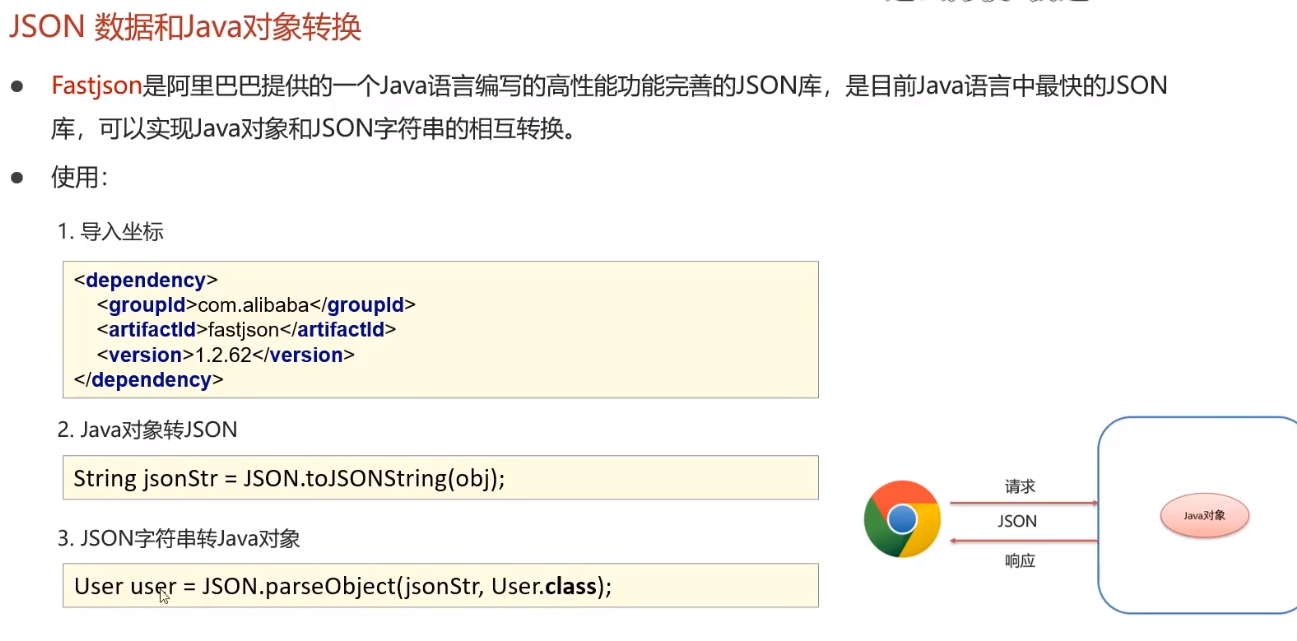 JSON 数据和Java对象转换
● Fastjson是阿里巴巴提供的一个Java语言编写的高性能功能完善的JSON库，是目前Java语言中最快的JSON
库，可以实现Java对象和JSON字符串的相互转换。
● 使用：
1. 导入坐标
<dependency>
<groupId>com.alibaba</groupId>
<artifactId>fastjson</artifactId>
<version>1.2.62</version>
</dependency>
2. Java对象转JSON
String jsonStr = JSON.toJSONString(obj);
3. JSON字符串转Java对象
User user = JSON.parseObject(jsonStr, User.class);
请求
JSON
响应
Java对象